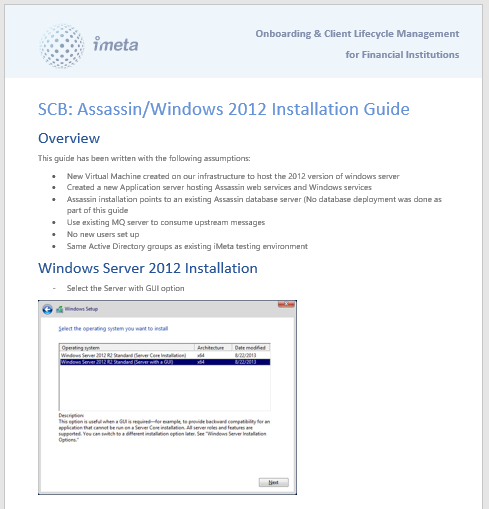 imeta
Onboarding & Client Lifecycle Management
for Financial Institutions
SCB: Assassin/Windows 2012 Installation Guide
Overview
This guide has been written with the following assumptions:
• New Virtual Machine created on our infrastructure to host the 2012 version of windows server
• Created a new Application server hosting Assassin web services and Windows services
• Assassin installation points to an existing Assassin database server (No database deployment was done as
part of this guide
• Use existing MQ server to consume upstream messages
• No new users set up
• Same Active Directory groups as existing iMeta testing environment
Windows Server 2012 Installation
- Select the Server with GUI option
Windows Setup
Select the operating system you want to install
Operating system Architecture Date modified
Windows Server 2012 R2 Standard (Server Core Installation) x64 8/22/2013
Windows Server 2012 R2 Standard (Server with a GUI) x64 8/22/2013
Description:
This option is useful when a GUI is required—for example, to provide backward compatibility for an
application that cannot be run on a Server Core installation. All server roles and features are
supported. You can switch to a different installation option later. See "Windows Server Installation
Options."
Next